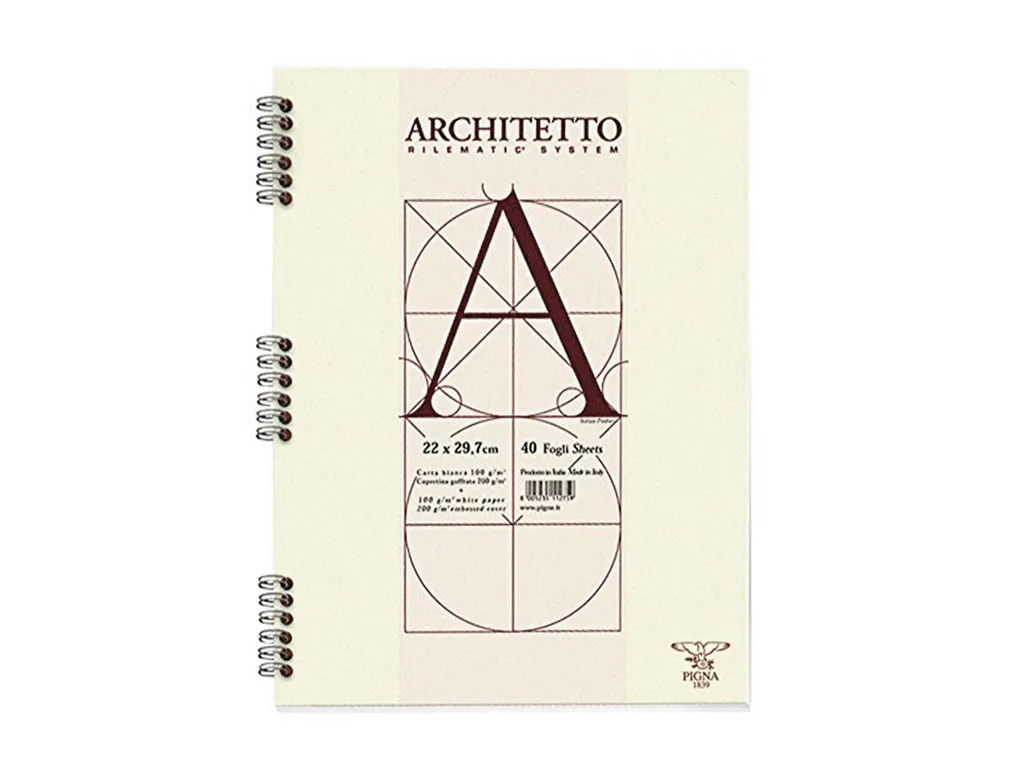 ARCHITETTO
RILEMATIC® SYSTEM
A
22 x 29,7cm
40 Fogli Sheets
Carta bianca 100 g/m²
Copertina goffrata 200 g/m²
100 g/m² white paper
200 g/m² embossed cover
Prodotto in Italia Made in Italy
www.pigna.it
PIGNA
1839